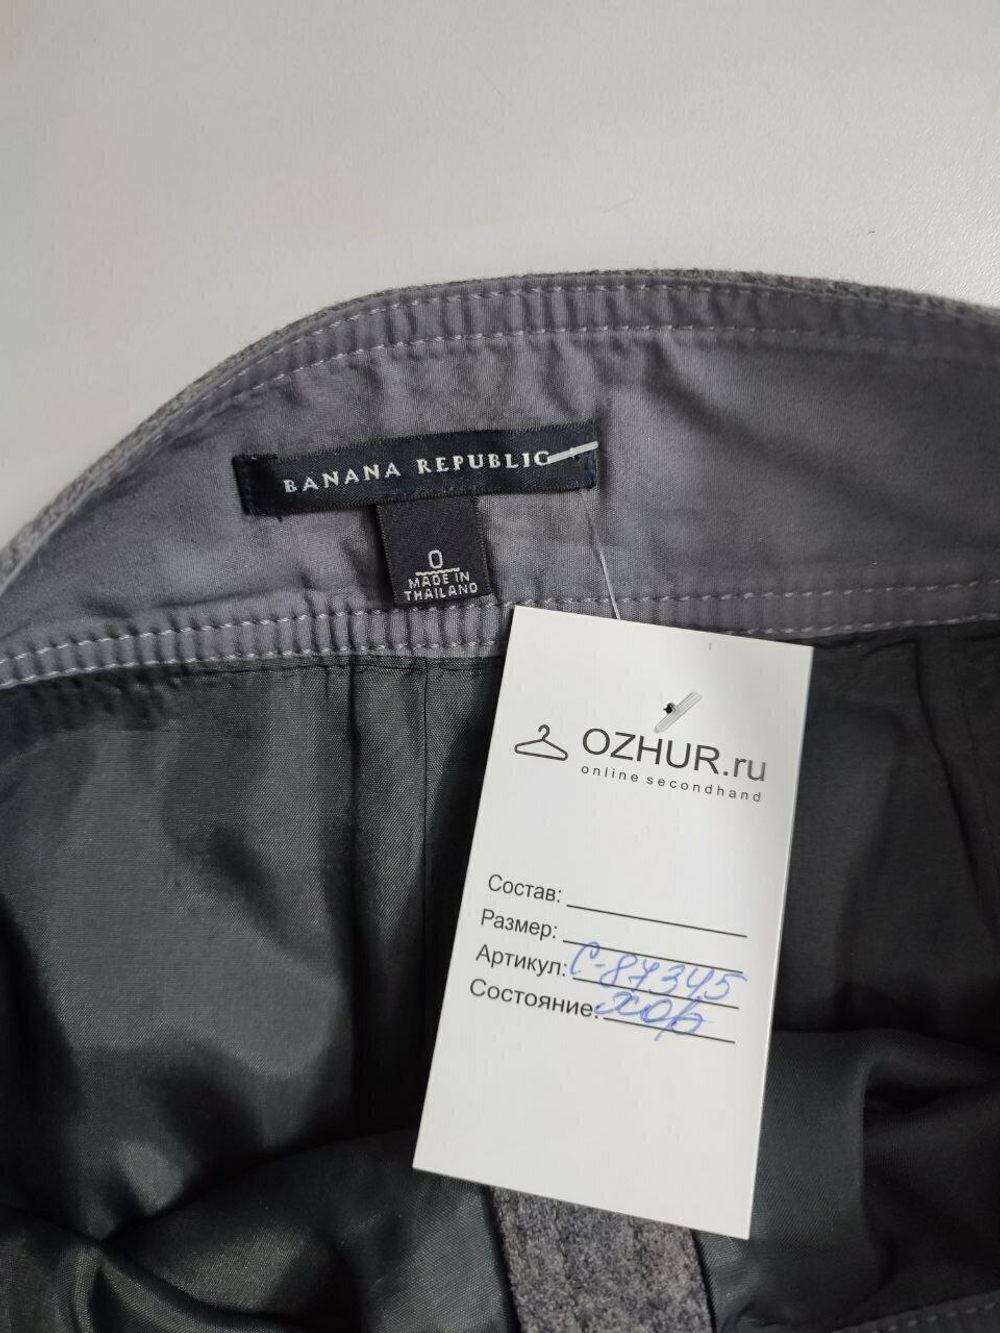 BANANA REPUBLIC
0
MADE IN
THAILAND
OZHUR.ru
online secondhand
Состав:
Размер:
Артикул: С-87345
Состояние: хор